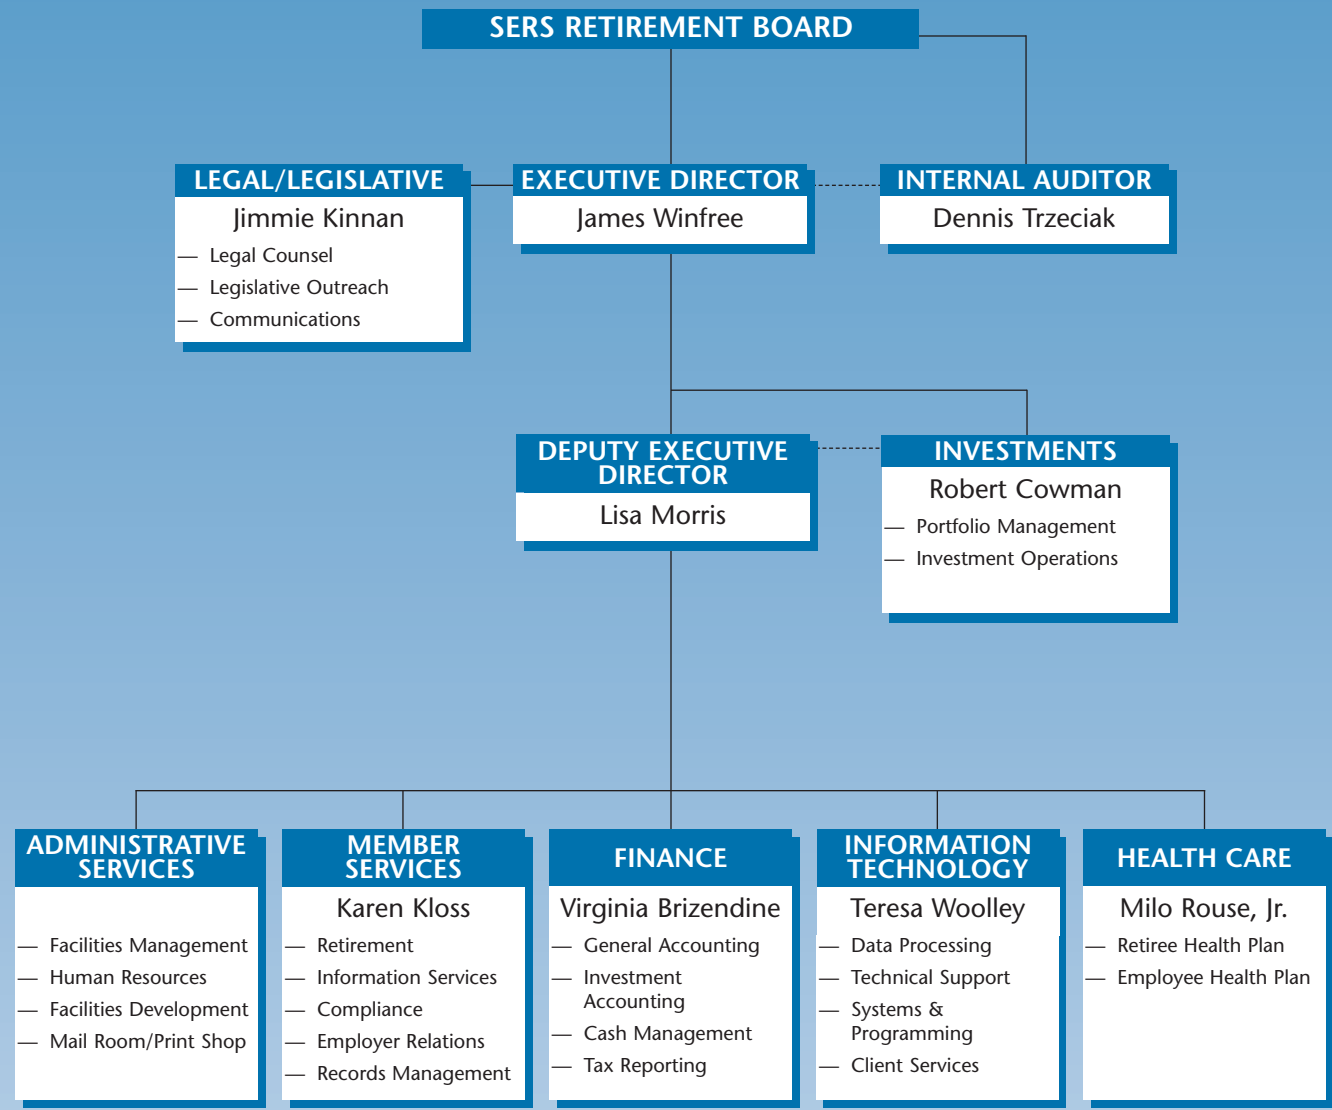 SERS RETIREMENT BOARD
LEGAL/LEGISLATIVE
Jimmie Kinnan
— Legal Counsel
— Legislative Outreach
— Communications
EXECUTIVE DIRECTOR
James Winfree
INTERNAL AUDITOR
Dennis Trzeciak
DEPUTY EXECUTIVE
DIRECTOR
Lisa Morris
INVESTMENTS
Robert Cowman
— Portfolio Management
— Investment Operations
ADMINISTRATIVE
SERVICES
— Facilities Management
— Human Resources
— Facilities Development
— Mail Room/Print Shop
MEMBER
SERVICES
Karen Kloss
— Retirement
— Information Services
— Compliance
— Employer Relations
— Records Management
FINANCE
Virginia Brizendine
— General Accounting
— Investment
Accounting
— Cash Management
— Tax Reporting
INFORMATION
TECHNOLOGY
Teresa Woolley
— Data Processing
— Technical Support
— Systems &
Programming
— Client Services
HEALTH CARE
Milo Rouse, Jr.
— Retiree Health Plan
— Employee Health Plan